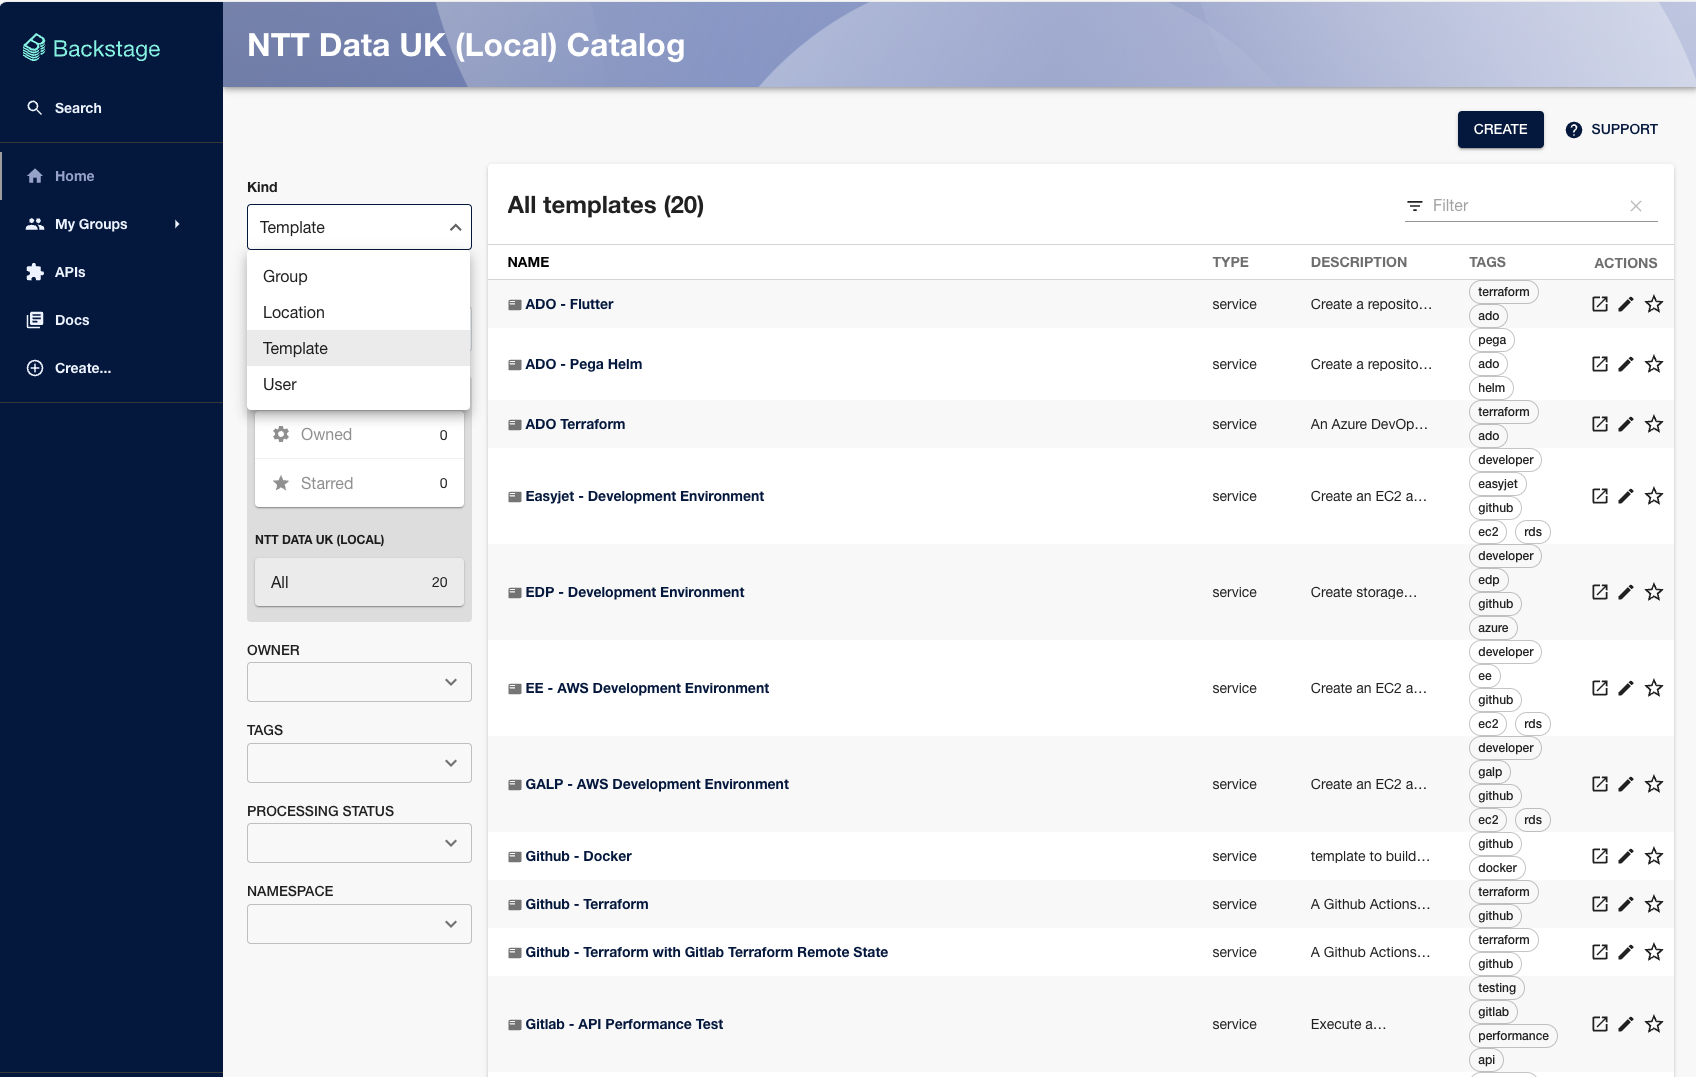 Backstage
Search
Home
My Groups
APIs
Docs
Create...
NTT Data UK (Local) Catalog
CREATE
SUPPORT
Kind
Template
Group
Location
Template
User
Owned 0
Starred 0
NTT DATA UK (LOCAL)
All 20
OWNER
TAGS
PROCESSING STATUS
NAMESPACE
All templates (20)
Filter
NAME TYPE DESCRIPTION TAGS ACTIONS
ADO - Flutter service Create a reposito... terraform
ado
ADO - Pega Helm service Create a reposito... pega
ado
helm
ADO Terraform service An Azure DevOp... terraform
ado
Easyjet - Development Environment service Create an EC2 a... developer
easyjet
github
ec2 rds
EDP - Development Environment service Create storage... developer
edp
github
azure
EE - AWS Development Environment service Create an EC2 a... developer
ee
github
ec2 rds
GALP - AWS Development Environment service Create an EC2 a... developer
galp
github
ec2 rds
Github - Docker service template to build... github
docker
Github - Terraform service A Github Actions... terraform
github
Github - Terraform with Gitlab Terraform Remote State service A Github Actions... terraform
github
Gitlab - API Performance Test service Execute a... testing
gitlab
performance
api